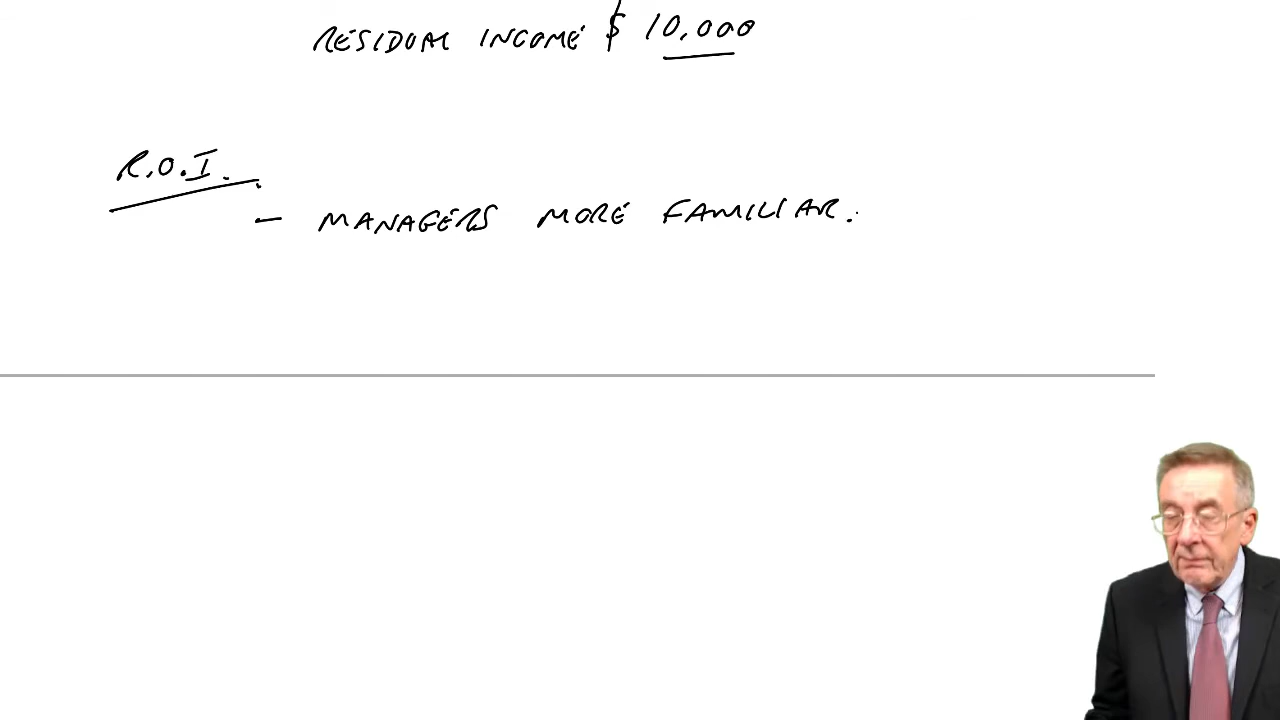 RESIDUAL INCOME $ 10,000
R.O.I.
- MANAGERS MORE FAMILIAR.